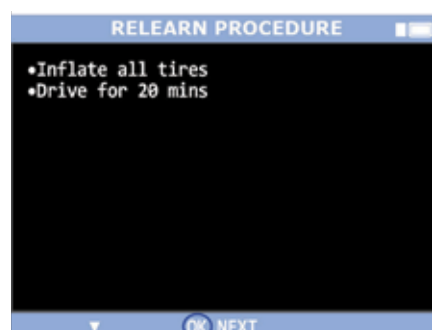 RELEARN PROCEDURE
•Inflate all tires
•Drive for 20 mins
OK NEXT